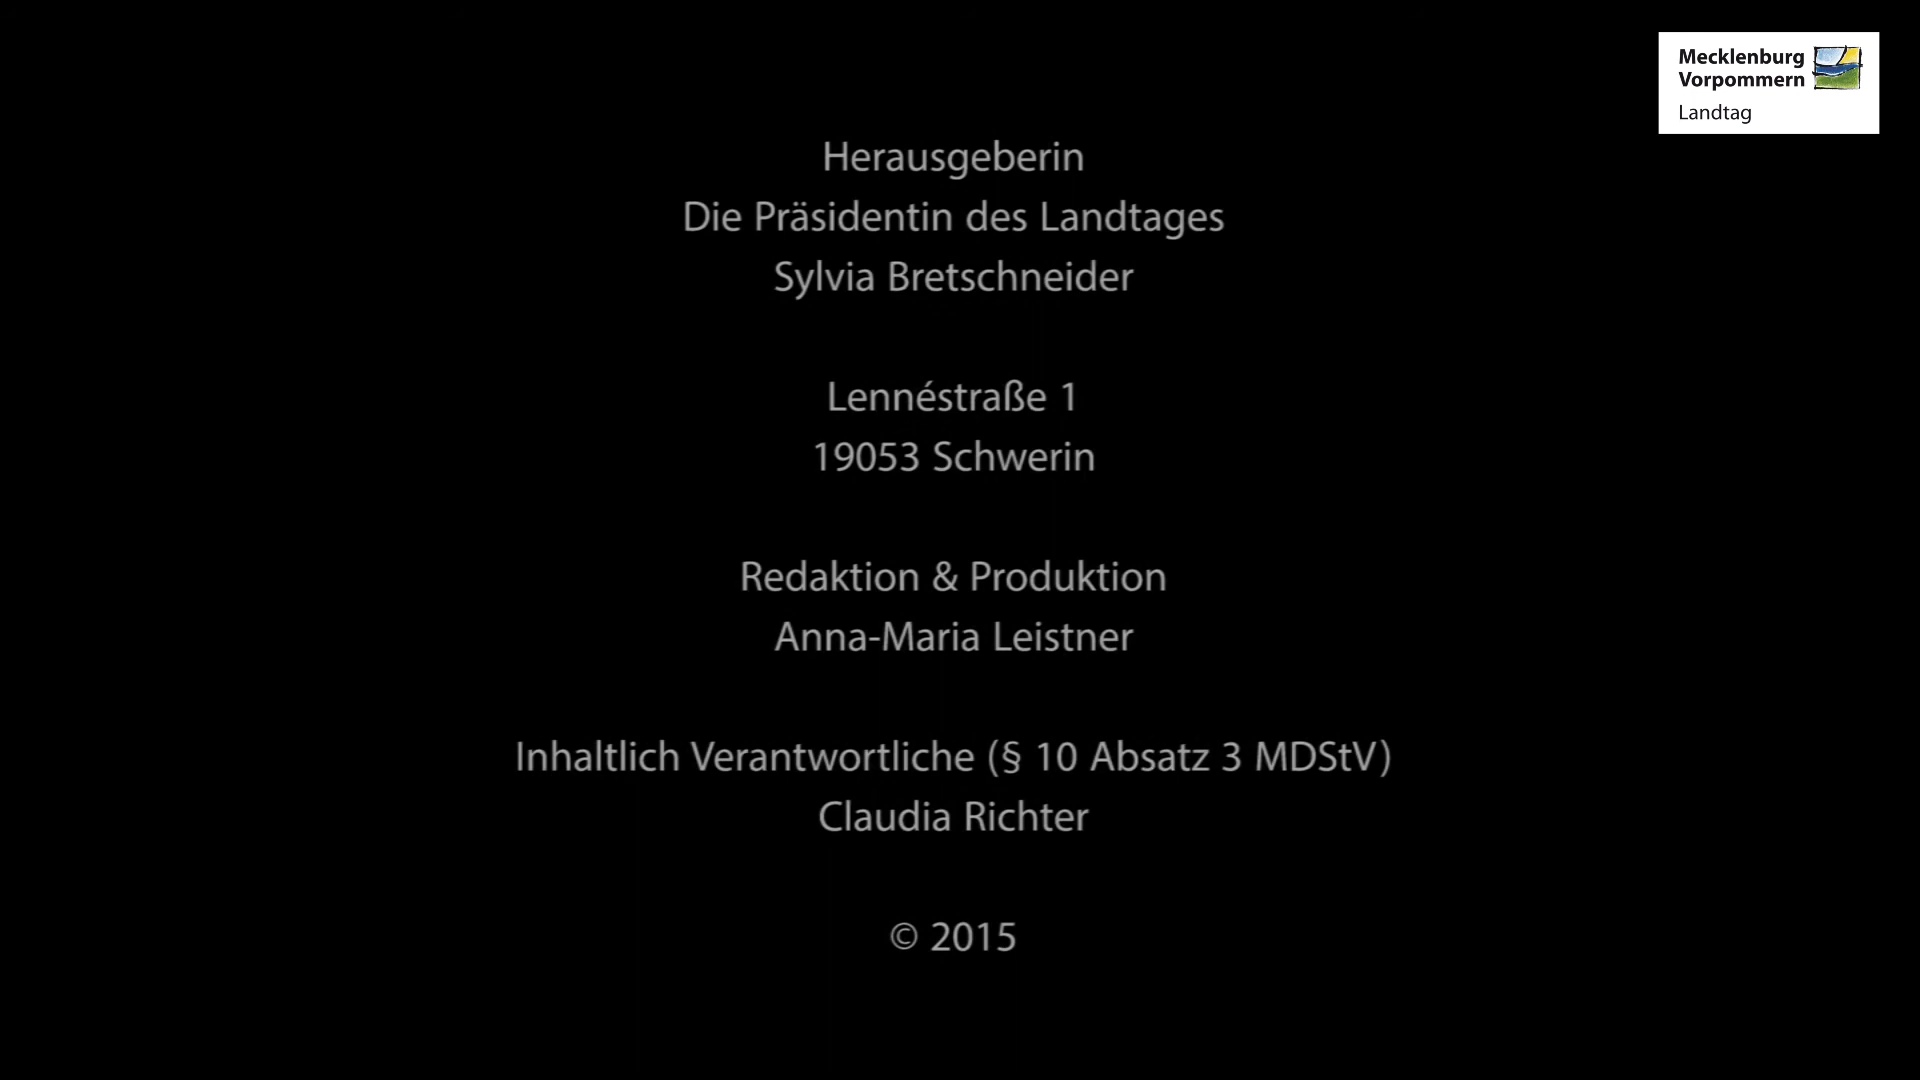 Mecklenburg
Vorpommern
Landtag
Herausgeberin
Die Präsidentin des Landtages
Sylvia Bretschneider
Lennéstraße 1
19053 Schwerin
Redaktion & Produktion
Anna-Maria Leistner
Inhaltlich Verantwortliche (§ 10 Absatz 3 MDStV)
Claudia Richter
© 2015